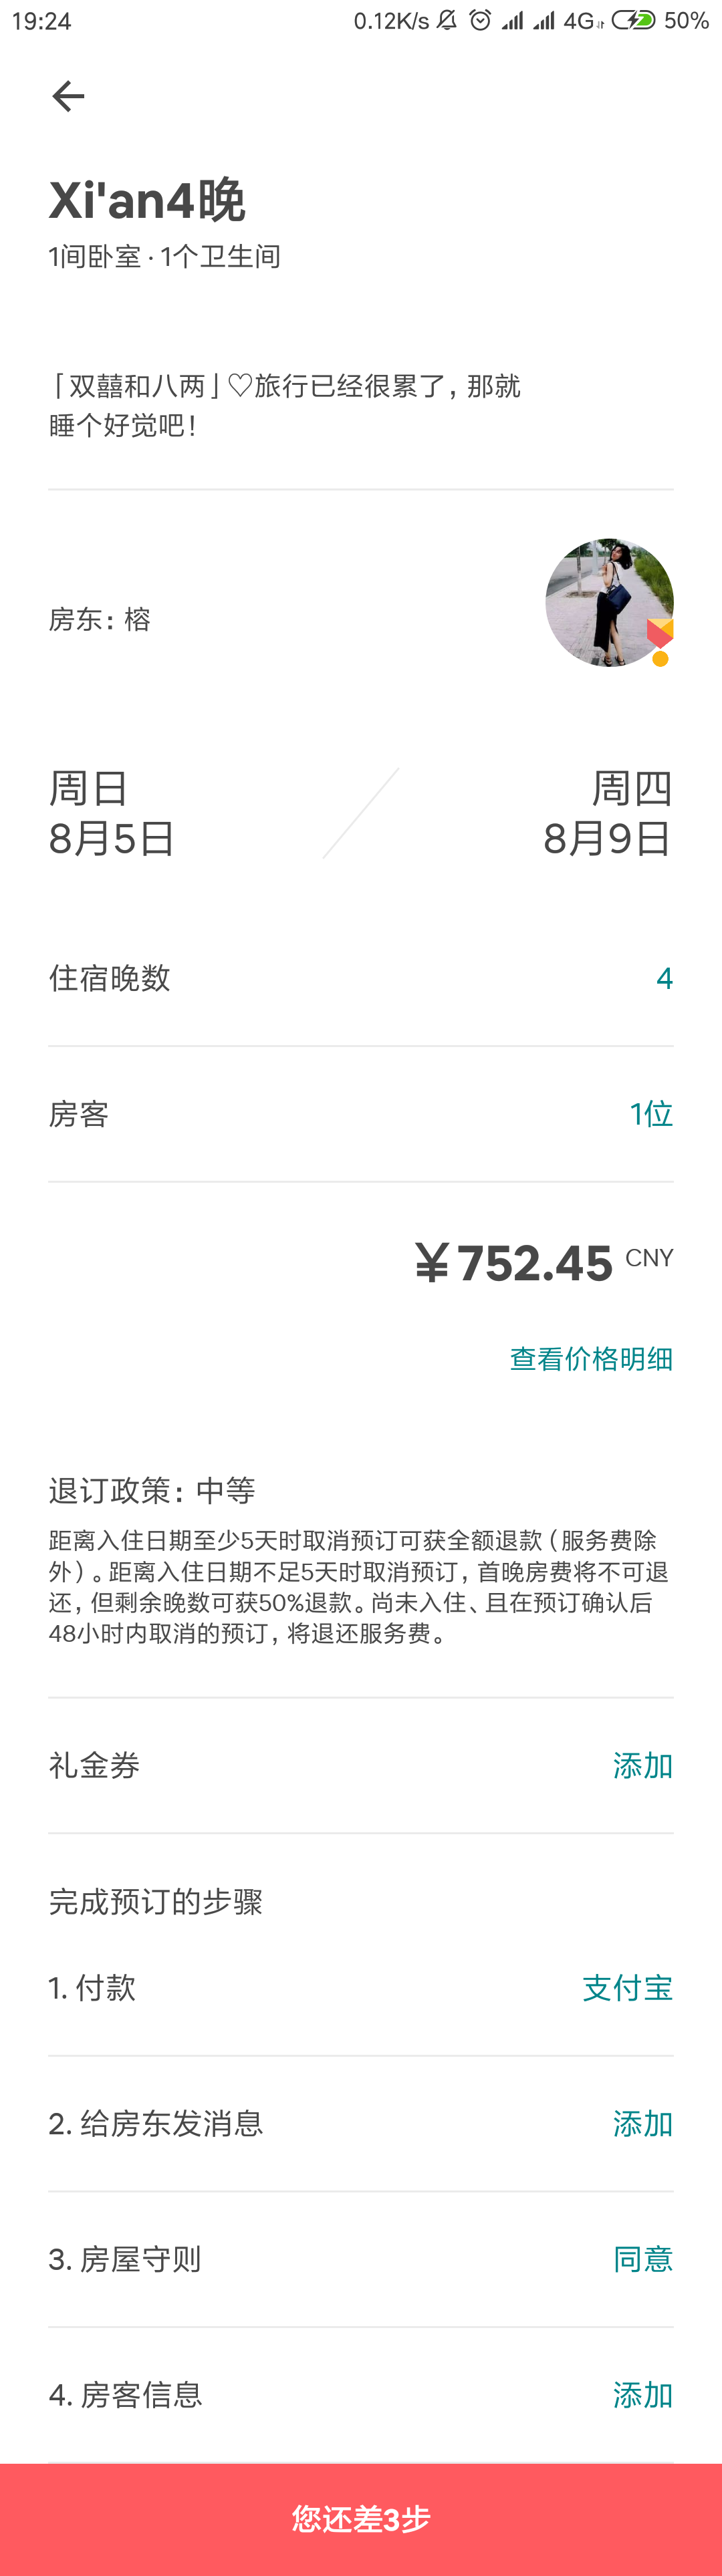 19:24 0.12K/s 4G 50%
Xi'an4晚
1间卧室 · 1个卫生间
「双囍和八两」♡旅行已经很累了，那就
睡个好觉吧！
房东：榕
周日 周四
8月5日 8月9日
住宿晚数 4
房客 1位
￥752.45 CNY
查看价格明细
退订政策：中等
距离入住日期至少5天时取消预订可获全额退款（服务费除
外）。距离入住日期不足5天时取消预订，首晚房费将不可退
还，但剩余晚数可获50%退款。尚未入住、且在预订确认后
48小时内取消的预订，将退还服务费。
礼金券 添加
完成预订的步骤
1. 付款 支付宝
2. 给房东发消息 添加
3. 房屋守则 同意
4. 房客信息 添加
您还差3步